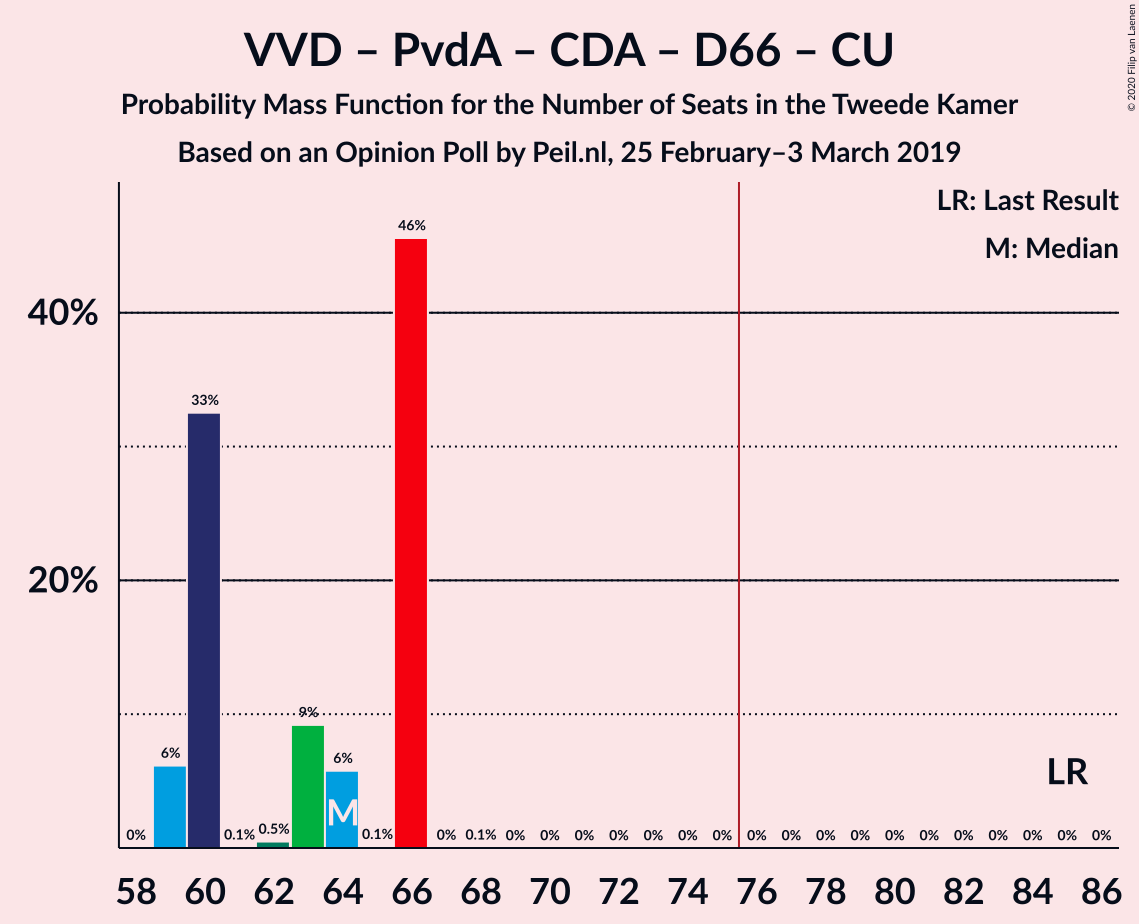 VVD – PvdA – CDA – D66 – CU
Probability Mass Function for the Number of Seats in the Tweede Kamer
Based on an Opinion Poll by Peil.nl, 25 February–3 March 2019
© 2020 Filip van Laenen
LR: Last Result
M: Median
46%
40%
33%
20%
9%
6%
6%
LR
M
0% 0.1% 0.5% 0.1% 0% 0.1% 0% 0% 0% 0% 0% 0% 0% 0% 0% 0% 0% 0% 0% 0% 0% 0% 0% 0%
58 60 62 64 66 68 70 72 74 76 78 80 82 84 86